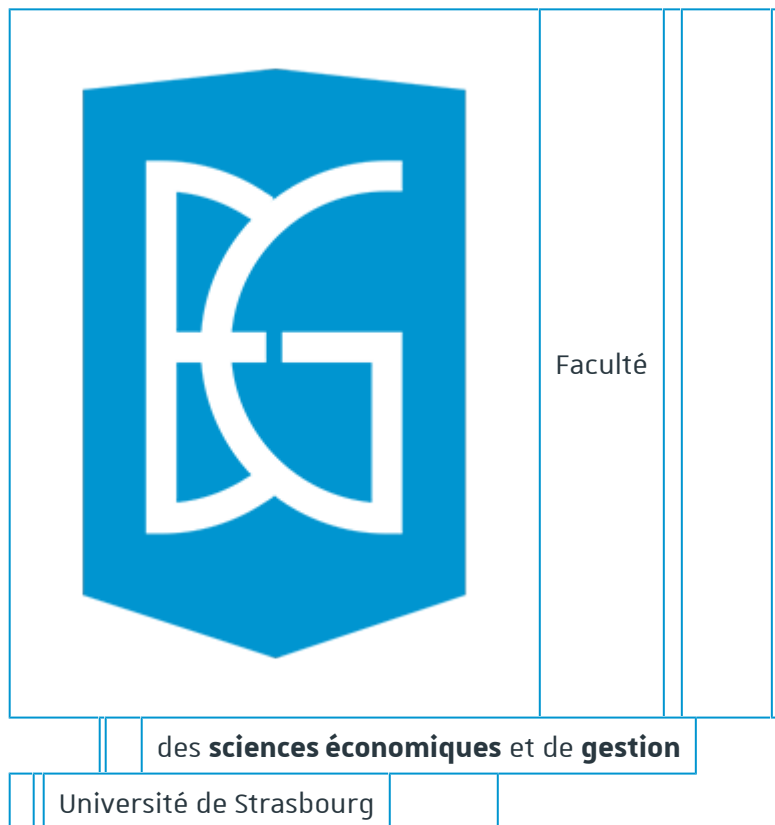 Faculté
des sciences économiques et de gestion
Université de Strasbourg